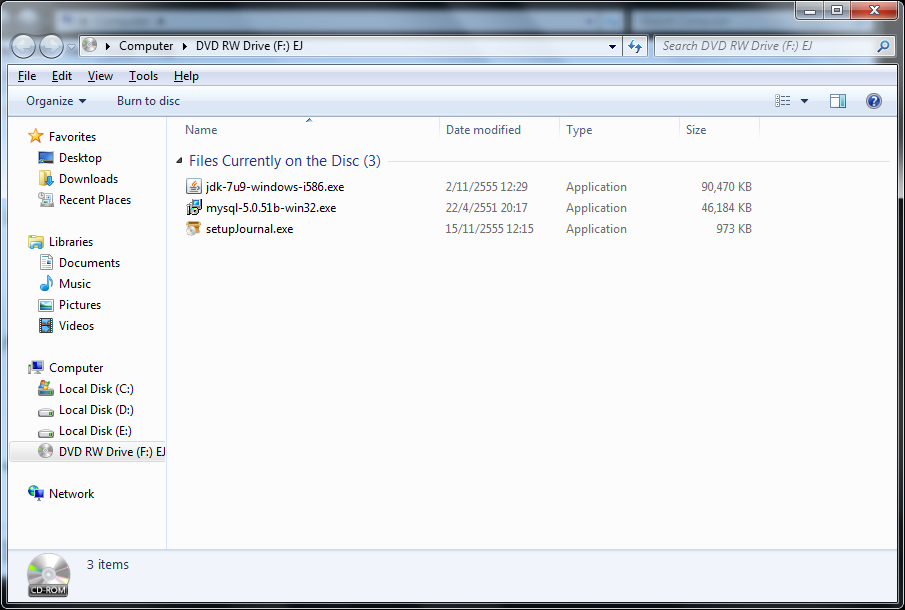 Computer ▸ DVD RW Drive (F:) EJ
Search DVD RW Drive (F:) EJ
File Edit View Tools Help
Organize Burn to disc
Name Date modified Type Size
Files Currently on the Disc (3)
jdk-7u9-windows-i586.exe 2/11/2555 12:29 Application 90,470 KB
mysql-5.0.51b-win32.exe 22/4/2551 20:17 Application 46,184 KB
setupJournal.exe 15/11/2555 12:15 Application 973 KB
Favorites
Desktop
Downloads
Recent Places
Libraries
Documents
Music
Pictures
Videos
Computer
Local Disk (C:)
Local Disk (D:)
Local Disk (E:)
DVD RW Drive (F:) EJ
Network
3 items
CD-ROM